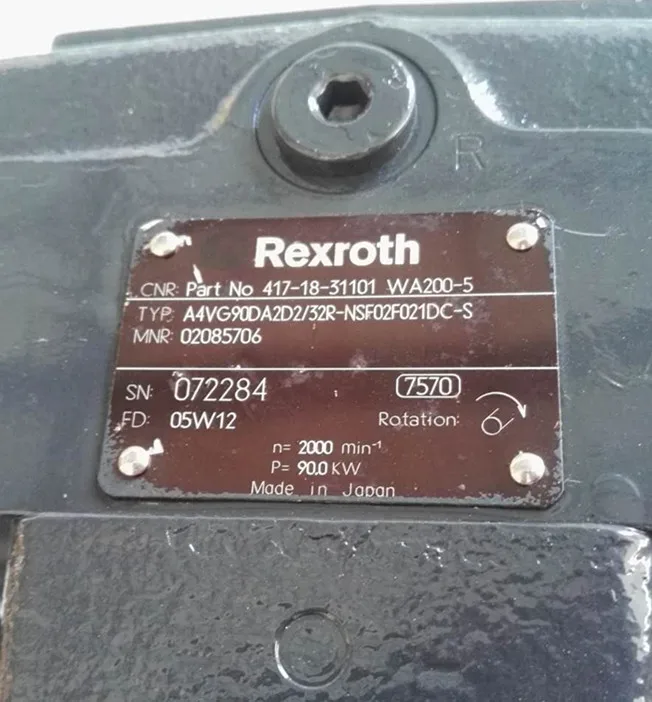 R
Rexroth
CNR: Part No 417-18-31101 WA200-5
TYP: A4VG90DA2D2/32R-NSF02F021DC-S
MNR: 02085706
SN: 072284 7570
FD: 05W12 Rotation:
n= 2000 min⁻¹
P= 90.0 KW
Made in Japan